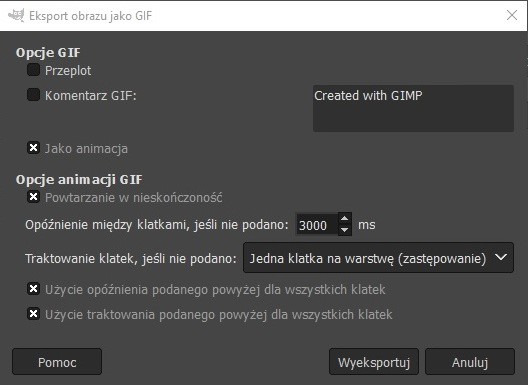 Eksport obrazu jako GIF
Opcje GIF
Przeplot
Komentarz GIF:
Created with GIMP
Jako animacja
Opcje animacji GIF
Powtarzanie w nieskończoność
Opóźnienie między klatkami, jeśli nie podano: 3000 ms
Traktowanie klatek, jeśli nie podano: Jedna klatka na warstwę (zastępowanie)
Użycie opóźnienia podanego powyżej dla wszystkich klatek
Użycie traktowania podanego powyżej dla wszystkich klatek
Pomoc Wyeksportuj Anuluj